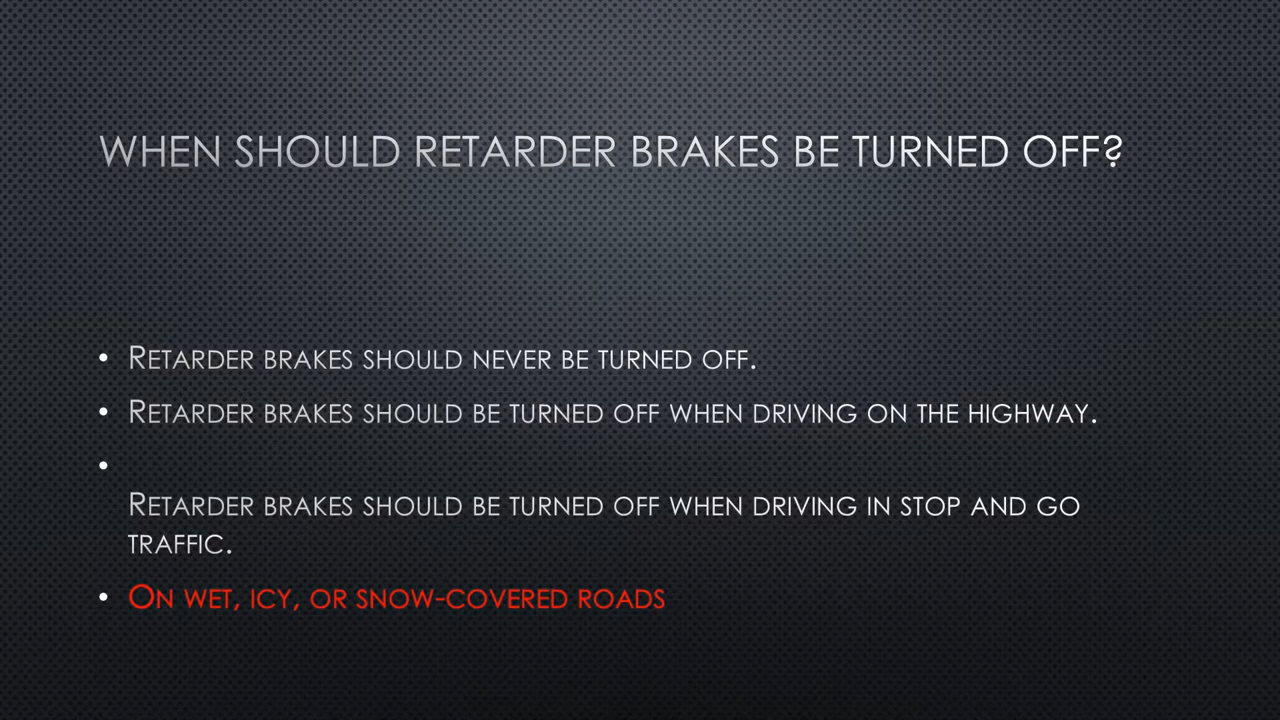 WHEN SHOULD RETARDER BRAKES BE TURNED OFF?
• RETARDER BRAKES SHOULD NEVER BE TURNED OFF.
• RETARDER BRAKES SHOULD BE TURNED OFF WHEN DRIVING ON THE HIGHWAY.
•
RETARDER BRAKES SHOULD BE TURNED OFF WHEN DRIVING IN STOP AND GO
TRAFFIC.
• ON WET, ICY, OR SNOW-COVERED ROADS